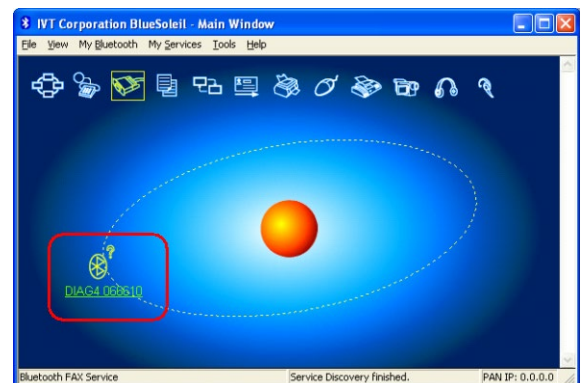 IVT Corporation BlueSoleil - Main Window
File View My Bluetooth My Services Tools Help
DIAG4 068610
Bluetooth FAX Service Service Discovery finished. PAN IP: 0.0.0.0